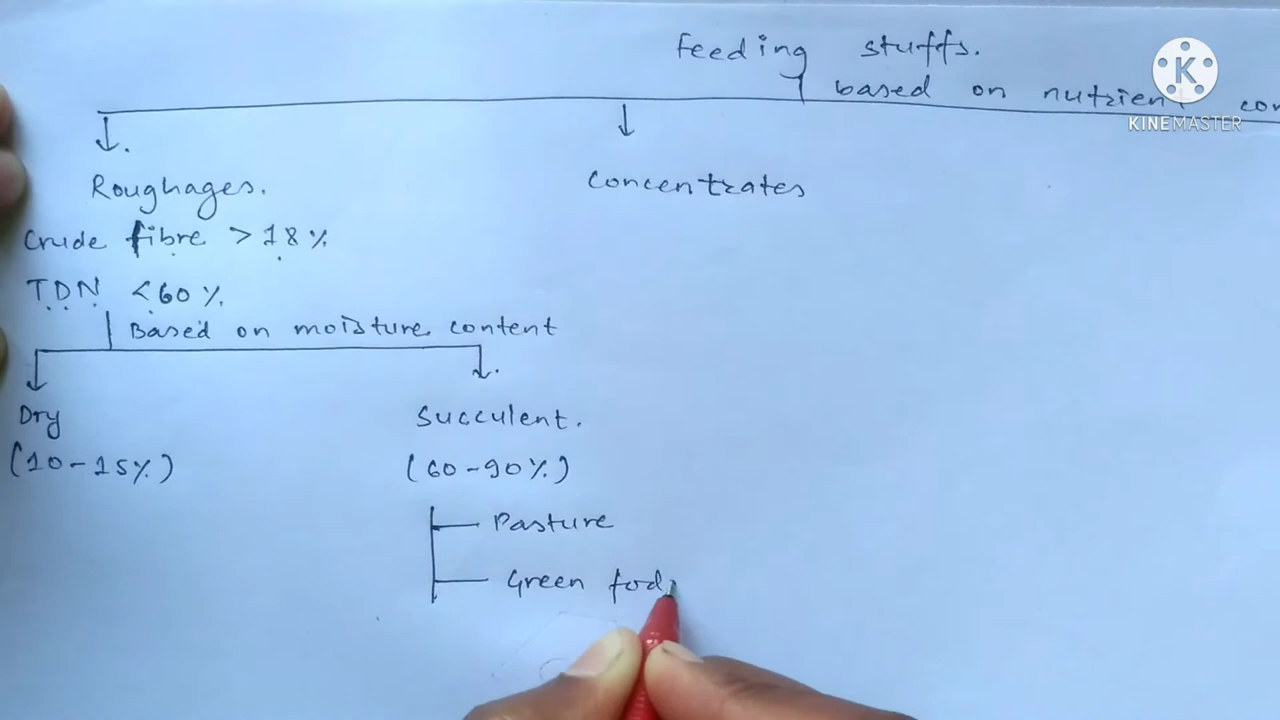 Feeding stuffs.
based on nutrient con
Roughages.
Concentrates
Crude fibre > 18%
TDN < 60%
Based on moisture content
Dry
Succulent.
(10-15%)
(60-90%)
Pasture
Green fod
K
KINEMASTER